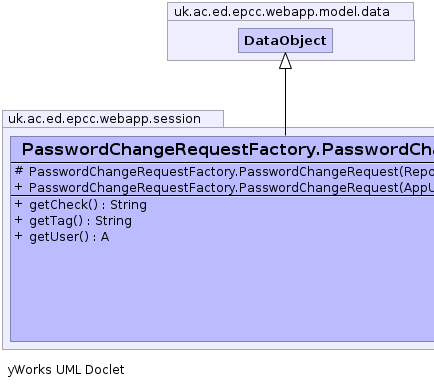 uk.ac.ed.epcc.webapp.model.data
DataObject
uk.ac.ed.epcc.webapp.session
PasswordChangeRequestFactory.PasswordCha
# PasswordChangeRequestFactory.PasswordChangeRequest(Repo
+ PasswordChangeRequestFactory.PasswordChangeRequest(AppU
+ getCheck() : String
+ getTag() : String
+ getUser() : A
yWorks UML Doclet